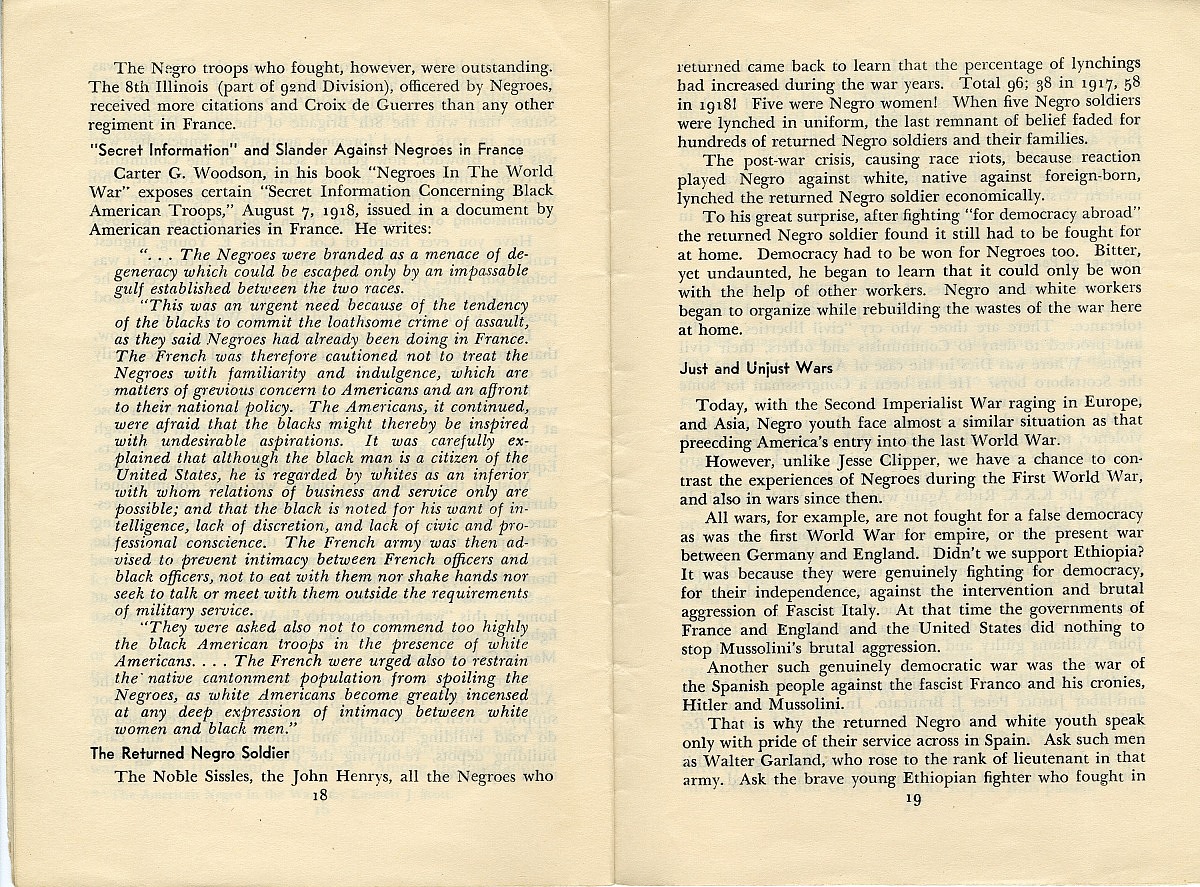 The Negro troops who fought, however, were outstanding.
The 8th Illinois (part of 92nd Division), officered by Negroes,
received more citations and Croix de Guerres than any other
regiment in France.
"Secret Information" and Slander Against Negroes in France
Carter G. Woodson, in his book “Negroes In The World
War” exposes certain “Secret Information Concerning Black
American Troops,” August 7, 1918, issued in a document by
American reactionaries in France. He writes:
“. . . The Negroes were branded as a menace of de-
generacy which could be escaped only by an impassable
gulf established between the two races.
“This was an urgent need because of the tendency
of the blacks to commit the loathsome crime of assault,
as they said Negroes had already been doing in France.
The French was therefore cautioned not to treat the
Negroes with familiarity and indulgence, which are
matters of grevious concern to Americans and an affront
to their national policy. The Americans, it continued,
were afraid that the blacks might thereby be inspired
with undesirable aspirations. It was carefully ex-
plained that although the black man is a citizen of the
United States, he is regarded by whites as an inferior
with whom relations of business and service only are
possible; and that the black is noted for his want of in-
telligence, lack of discretion, and lack of civic and pro-
fessional conscience. The French army was then ad-
vised to prevent intimacy between French officers and
black officers, not to eat with them nor shake hands nor
seek to talk or meet with them outside the requirements
of military service.
“They were asked also not to commend too highly
the black American troops in the presence of white
Americans. . . . The French were urged also to restrain
the native cantonment population from spoiling the
Negroes, as white Americans become greatly incensed
at any deep expression of intimacy between white
women and black men.”
The Returned Negro Soldier
The Noble Sissles, the John Henrys, all the Negroes who
18
returned came back to learn that the percentage of lynchings
had increased during the war years. Total 96; 38 in 1917, 58
in 1918! Five were Negro women! When five Negro soldiers
were lynched in uniform, the last remnant of belief faded for
hundreds of returned Negro soldiers and their families.
The post-war crisis, causing race riots, because reaction
played Negro against white, native against foreign-born,
lynched the returned Negro soldier economically.
To his great surprise, after fighting “for democracy abroad”
the returned Negro soldier found it still had to be fought for
at home. Democracy had to be won for Negroes too. Bitter,
yet undaunted, he began to learn that it could only be won
with the help of other workers. Negro and white workers
began to organize while rebuilding the wastes of the war here
at home.
Just and Unjust Wars
Today, with the Second Imperialist War raging in Europe,
and Asia, Negro youth face almost a similar situation as that
preecding America’s entry into the last World War.
However, unlike Jesse Clipper, we have a chance to con-
trast the experiences of Negroes during the First World War,
and also in wars since then.
All wars, for example, are not fought for a false democracy
as was the first World War for empire, or the present war
between Germany and England. Didn’t we support Ethiopia?
It was because they were genuinely fighting for democracy,
for their independence, against the intervention and brutal
aggression of Fascist Italy. At that time the governments of
France and England and the United States did nothing to
stop Mussolini’s brutal aggression.
Another such genuinely democratic war was the war of
the Spanish people against the fascist Franco and his cronies,
Hitler and Mussolini.
That is why the returned Negro and white youth speak
only with pride of their service across in Spain. Ask such men
as Walter Garland, who rose to the rank of lieutenant in that
army. Ask the brave young Ethiopian fighter who fought in
19